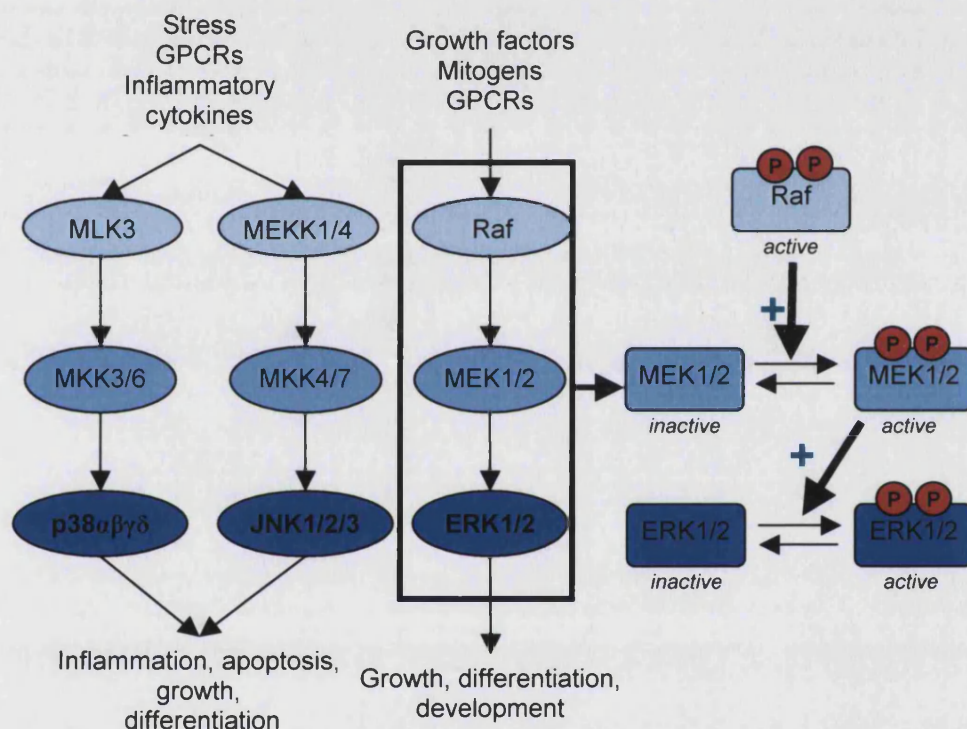 Stress
GPCRs
Inflammatory
cytokines
Growth factors
Mitogens
GPCRs
MLK3
MEKK1/4
Raf
MKK3/6
MKK4/7
MEK1/2
p38αβγδ
JNK1/2/3
ERK1/2
Inflammation, apoptosis,
growth,
differentiation
Growth, differentiation,
development
P P
Raf
active
+
MEK1/2
inactive
P P
MEK1/2
active
+
ERK1/2
inactive
P P
ERK1/2
active